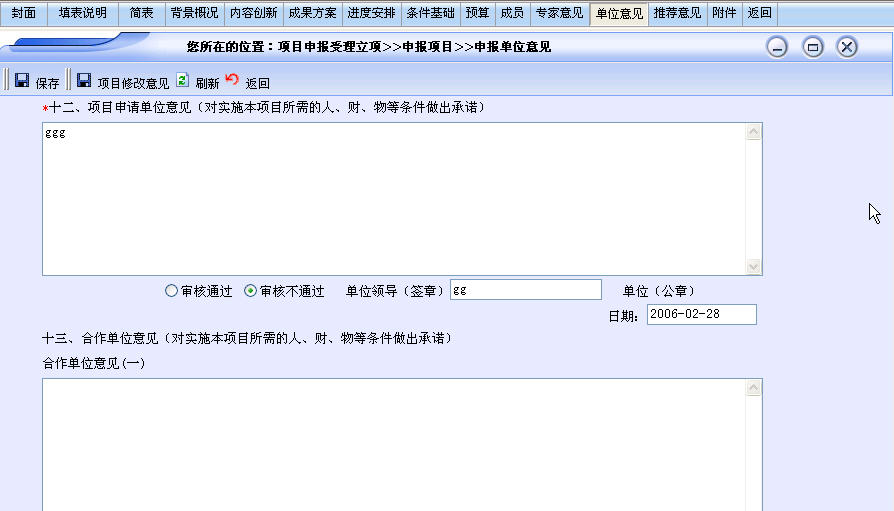 封面 填表说明 简表 背景概况 内容创新 成果方案 进度安排 条件基础 预算 成员 专家意见 单位意见 推荐意见 附件 返回
您所在的位置：项目申报受理立项>>申报项目>>申报单位意见
保存 项目修改意见 刷新 返回
*十二、项目申请单位意见（对实施本项目所需的人、财、物等条件做出承诺）
ggg
审核通过 审核不通过 单位领导（签章） gg 单位（公章）
日期： 2006-02-28
十三、合作单位意见（对实施本项目所需的人、财、物等条件做出承诺）
合作单位意见(一)